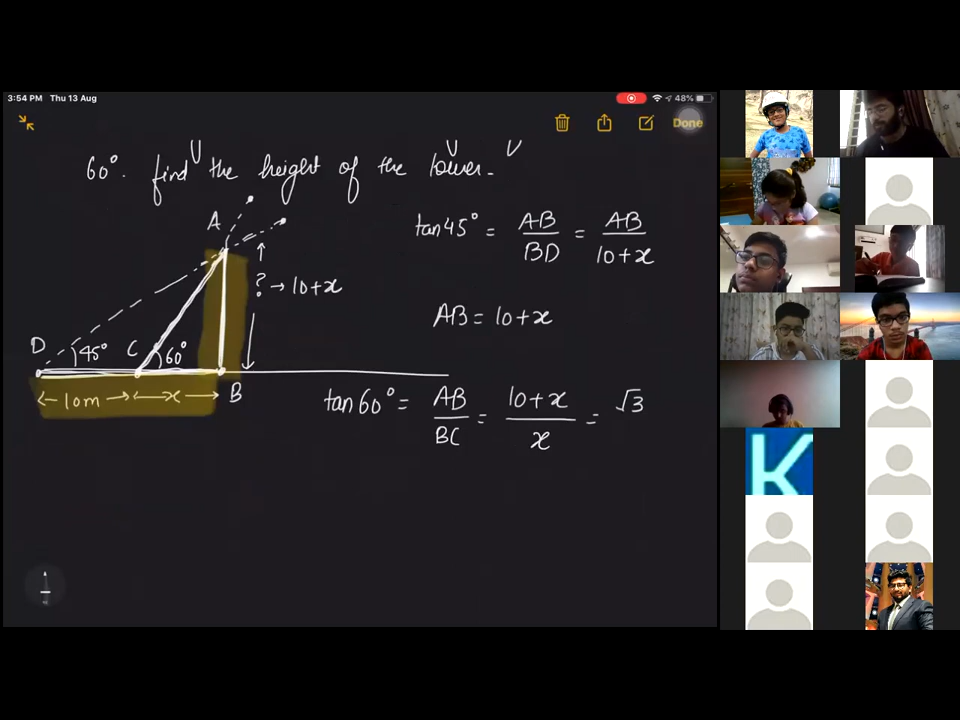 3:54 PM Thu 13 Aug
48%
Done
60°. find the height of the tower.
A
tan 45° = AB/BD = AB/10+x
? → 10+x
AB = 10+x
D 45° C 60°
B
← 10m → ← x →
tan 60° = AB/BC = 10+x/x = √3
K